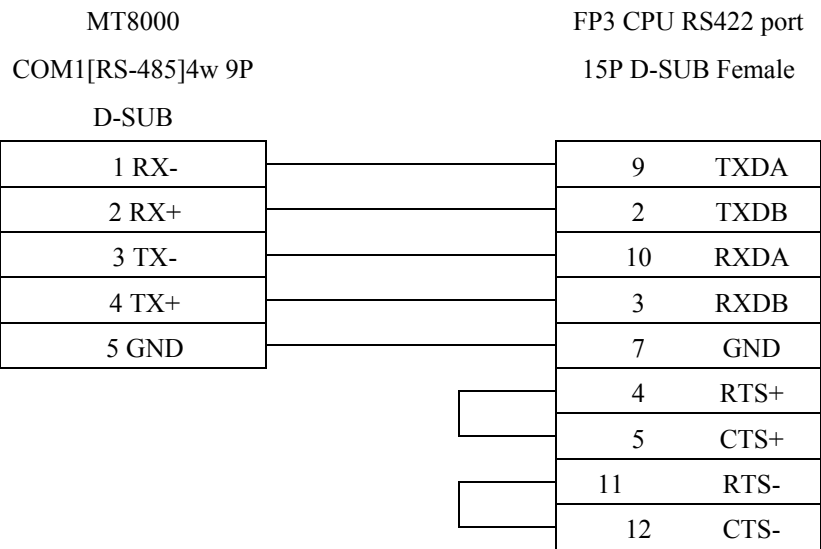 MT8000 FP3 CPU RS422 port
COM1[RS-485]4w 9P 15P D-SUB Female
D-SUB
1 RX- 9 TXDA
2 RX+ 2 TXDB
3 TX- 10 RXDA
4 TX+ 3 RXDB
5 GND 7 GND
4 RTS+
5 CTS+
11 RTS-
12 CTS-